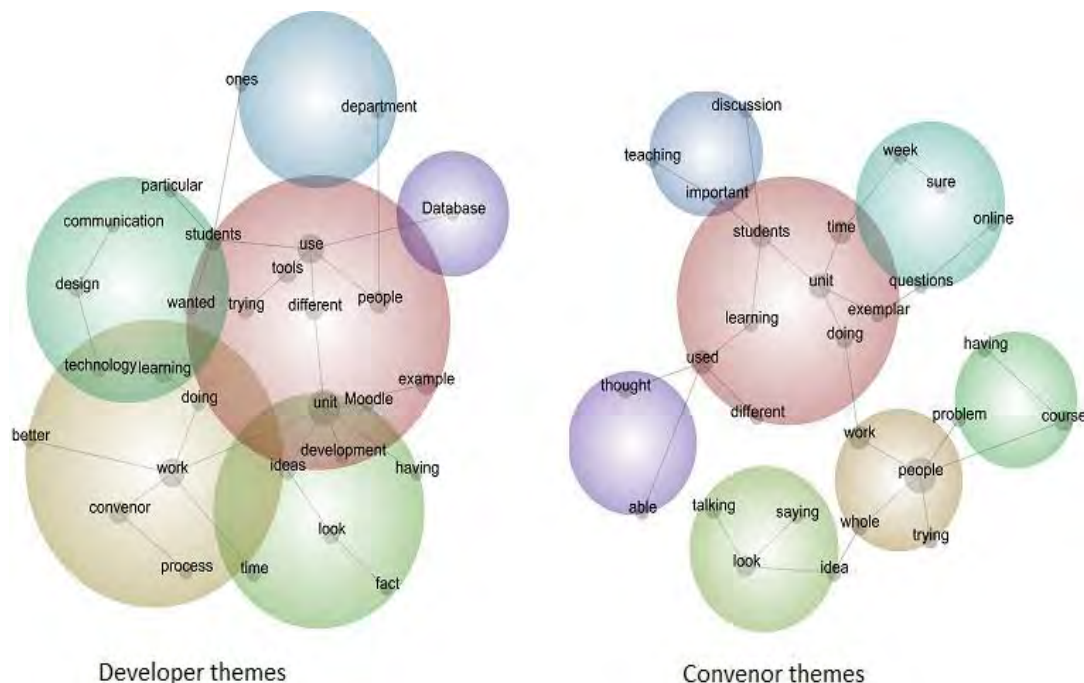 ones
department
particular
communication
students
Database
use
tools
design
wanted
trying
different
people
technology
learning
doing
example
unit
Moodle
better
development
work
ideas
having
convenor
look
process
time
fact
Developer themes
discussion
teaching
important
week
sure
students
time
online
unit
questions
learning
exemplar
doing
used
having
thought
different
problem
course
work
people
able
talking
saying
whole
trying
look
idea
Convenor themes